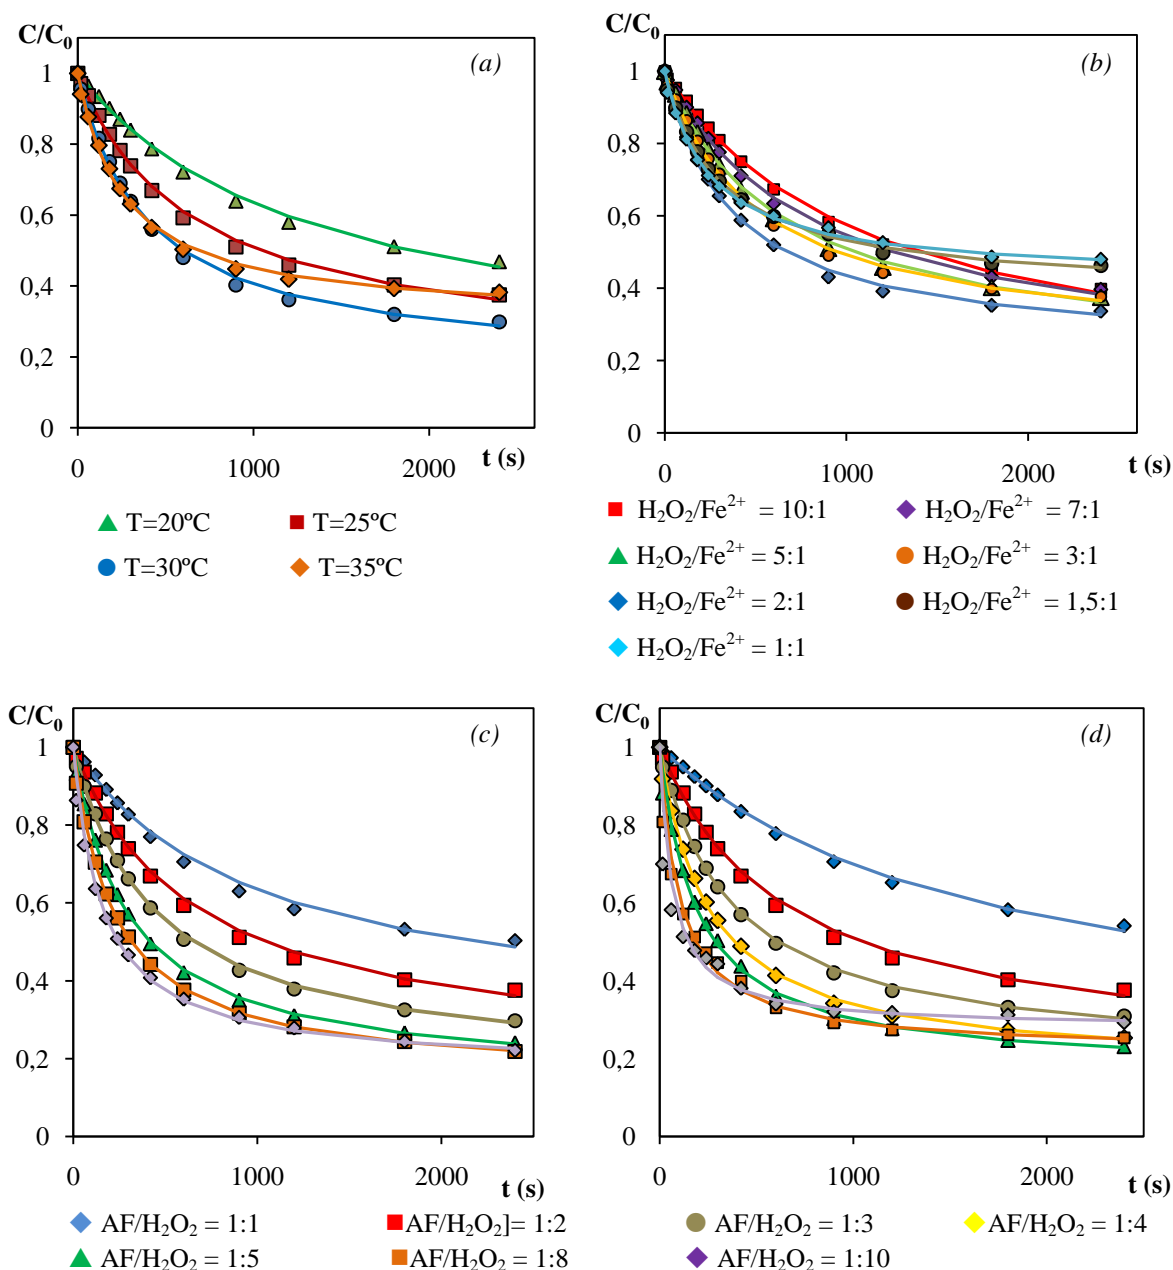 C/C₀
(a)
1
0,8
0,6
0,4
0,2
0
0 1000 2000
t (s)
T=20ºC T=25ºC
T=30ºC T=35ºC
C/C₀
(b)
1
0,8
0,6
0,4
0,2
0
0 1000 2000
t (s)
H₂O₂/Fe²⁺ = 10:1 H₂O₂/Fe²⁺ = 7:1
H₂O₂/Fe²⁺ = 5:1 H₂O₂/Fe²⁺ = 3:1
H₂O₂/Fe²⁺ = 2:1 H₂O₂/Fe²⁺ = 1,5:1
H₂O₂/Fe²⁺ = 1:1
C/C₀
(c)
1
0,8
0,6
0,4
0,2
0
0 1000 2000
t (s)
C/C₀
(d)
1
0,8
0,6
0,4
0,2
0
0 1000 2000
t (s)
AF/H₂O₂ = 1:1 AF/H₂O₂]= 1:2 AF/H₂O₂ = 1:3 AF/H₂O₂ = 1:4
AF/H₂O₂ = 1:5 AF/H₂O₂ = 1:8 AF/H₂O₂ = 1:10